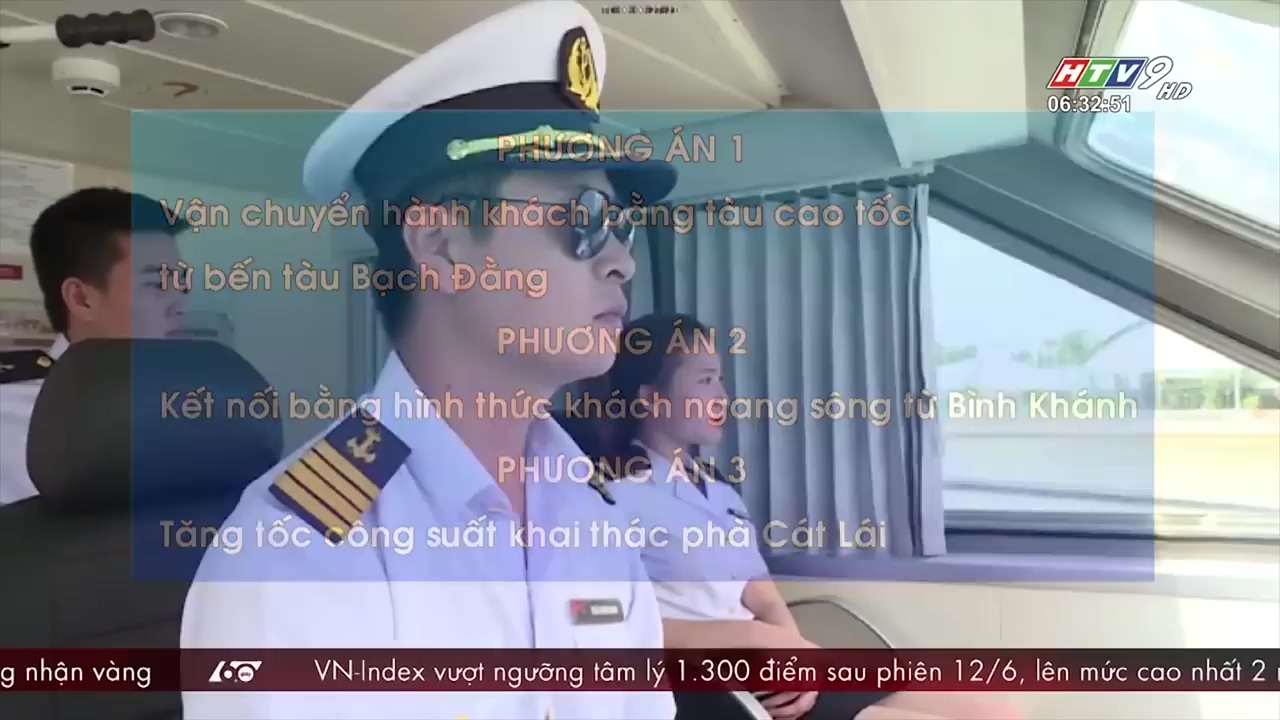 HTV9 HD
06:32:51
PHƯƠNG ÁN 1
Vận chuyển hành khách bằng tàu cao tốc
từ bến tàu Bạch Đằng
PHƯƠNG ÁN 2
Kết nối bằng hình thức khách ngang sông từ Bình Khánh
PHƯƠNG ÁN 3
Tăng tốc công suất khai thác phà Cát Lái
g nhận vàng 60 VN-Index vượt ngưỡng tâm lý 1.300 điểm sau phiên 12/6, lên mức cao nhất 2